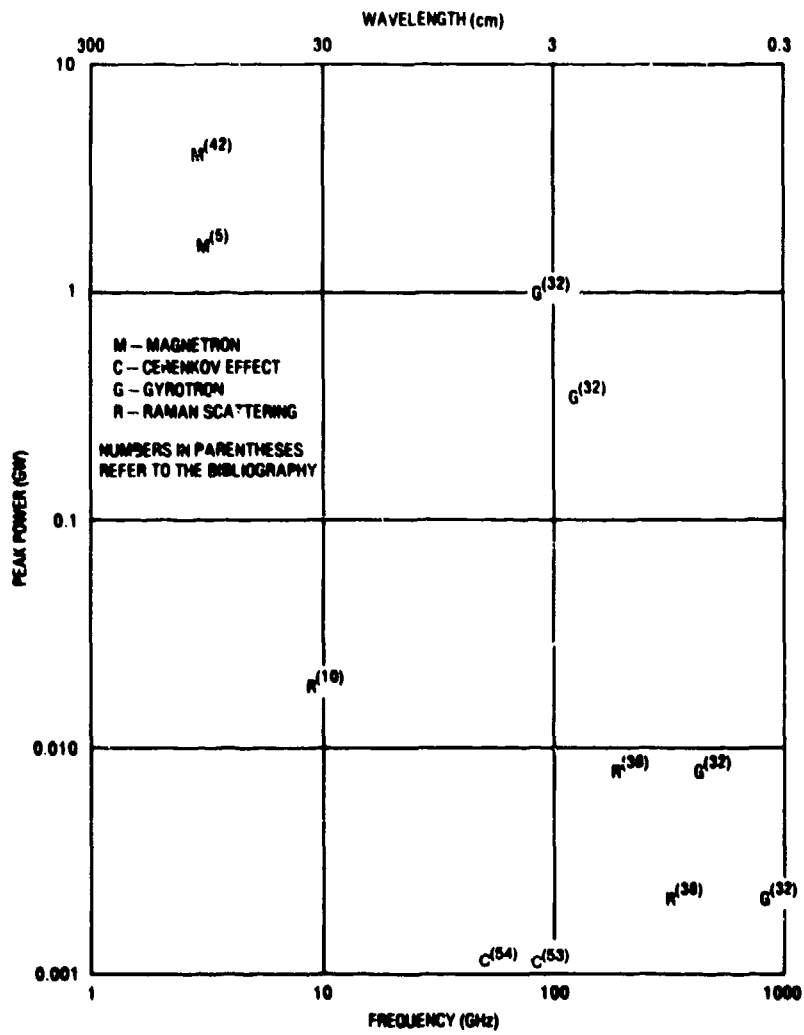 WAVELENGTH (cm)
300 30 3 0.3
10
M(42)
M(5)
1
G(32)
M – MAGNETRON
C – CERENKOV EFFECT
G – GYROTRON
R – RAMAN SCATTERING
G(32)
NUMBERS IN PARENTHESES
REFER TO THE BIBLIOGRAPHY
PEAK POWER (GW)
0.1
R(10)
0.010
R(38) G(32)
R(38) G(32)
C(54) C(53)
0.001
1 10 100 1000
FREQUENCY (GHz)